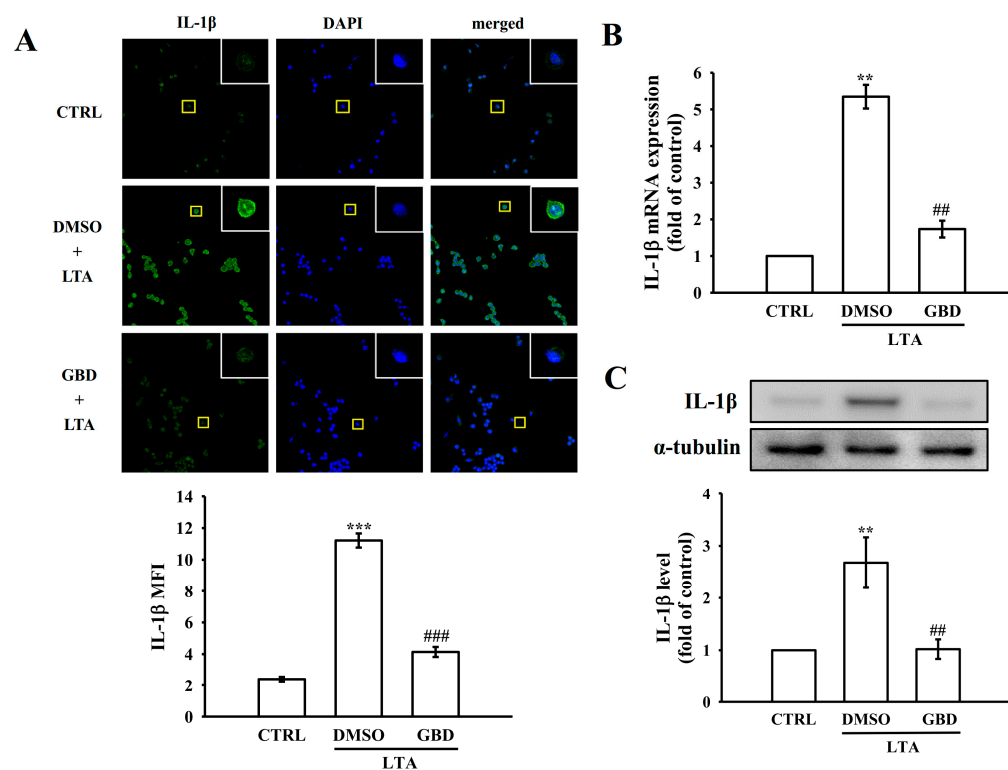 A
IL-1β DAPI merged
CTRL
DMSO
+
LTA
GBD
+
LTA
IL-1β MFI
14
12
10
8
6
4
2
0
***
###
CTRL DMSO GBD
LTA
B
IL-1β mRNA expression
(fold of control)
6
5
4
3
2
1
0
**
##
CTRL DMSO GBD
LTA
C
IL-1β
α-tubulin
IL-1β level
(fold of control)
4
3
2
1
0
**
##
CTRL DMSO GBD
LTA